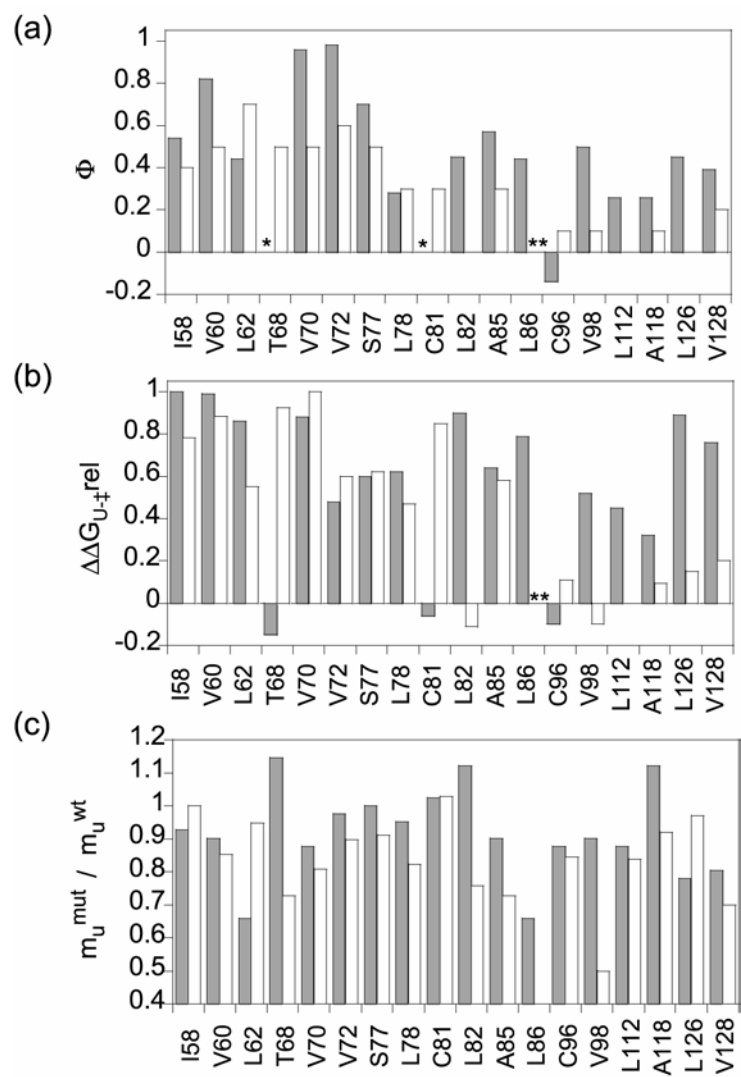 (a)
1
0.8
0.6
0.4
0.2
0
-0.2
Φ
* * **
I58 V60 L62 T68 V70 V72 S77 L78 C81 L82 A85 L86 C96 V98 L112 A118 L126 V128
(b)
1
0.8
0.6
0.4
0.2
0
-0.2
ΔΔG U-‡ rel
**
I58 V60 L62 T68 V70 V72 S77 L78 C81 L82 A85 L86 C96 V98 L112 A118 L126 V128
(c)
1.2
1.1
1
0.9
0.8
0.7
0.6
0.5
0.4
mu mut / mu wt
I58 V60 L62 T68 V70 V72 S77 L78 C81 L82 A85 L86 C96 V98 L112 A118 L126 V128